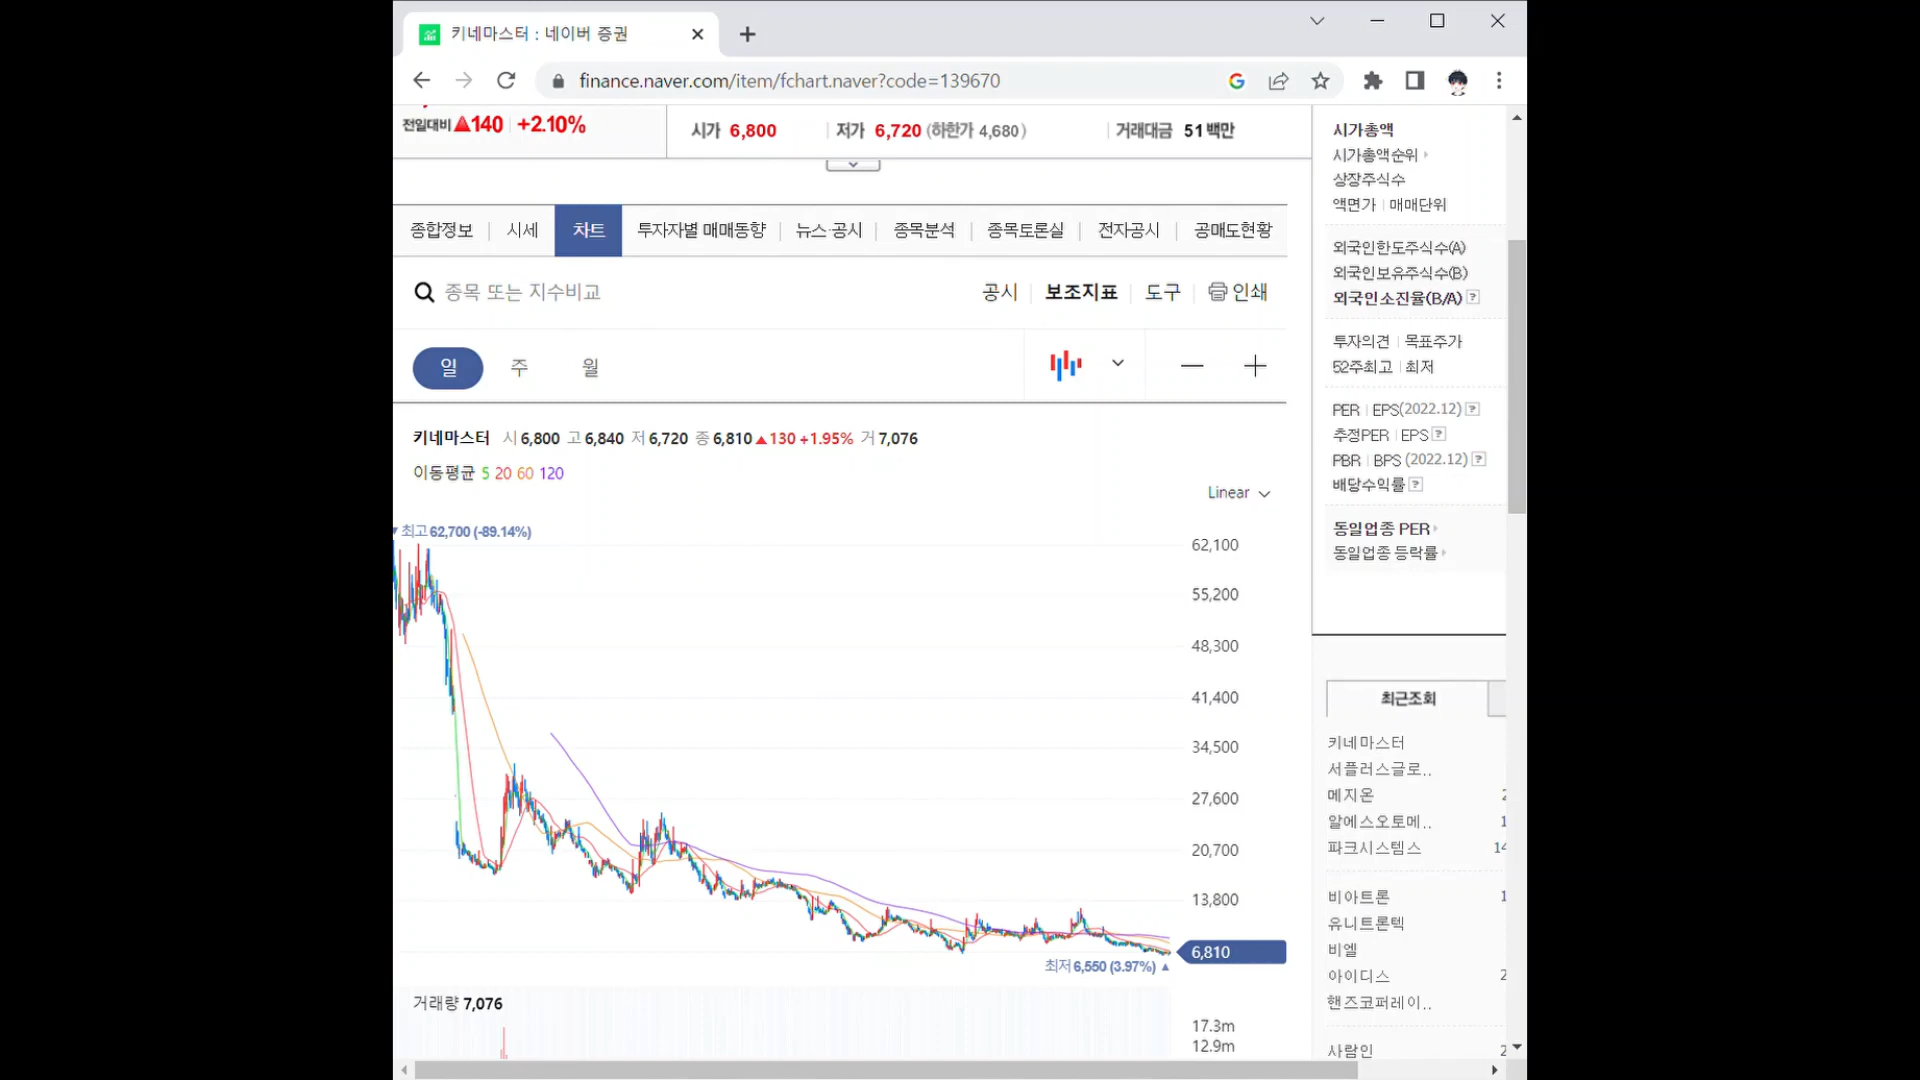 키네마스터 : 네이버 증권
finance.naver.com/item/fchart.naver?code=139670
전일대비 ▲140 | +2.10%
시가 6,800 | 저가 6,720 (하한가 4,680) | 거래대금 51 백만
종합정보 | 시세 | 차트 | 투자자별 매매동향 | 뉴스·공시 | 종목분석 | 종목토론실 | 전자공시 | 공매도현황
종목 또는 지수비교
공시 | 보조지표 | 도구 | 인쇄
일 주 월
키네마스터 시 6,800 고 6,840 저 6,720 종 6,810 ▲130 +1.95% 거 7,076
이동평균 5 20 60 120
Linear
▼ 최고 62,700 (-89.14%)
62,100
55,200
48,300
41,400
34,500
27,600
20,700
13,800
6,810
최저 6,550 (3.97%) ▲
거래량 7,076
17.3m
12.9m
시가총액
시가총액순위
상장주식수
액면가 | 매매단위
외국인한도주식수(A)
외국인보유주식수(B)
외국인소진율(B/A) ?
투자의견 | 목표주가
52주최고 | 최저
PER | EPS(2022.12) ?
추정PER | EPS ?
PBR | BPS (2022.12) ?
배당수익률 ?
동일업종 PER
동일업종 등락률
최근조회
키네마스터
서플러스글로..
메지온 2
알에스오토메.. 1
파크시스템스 14
비아트론 1
유니트론텍
비엘
아이디스 2
핸즈코퍼레이..
사람인 2